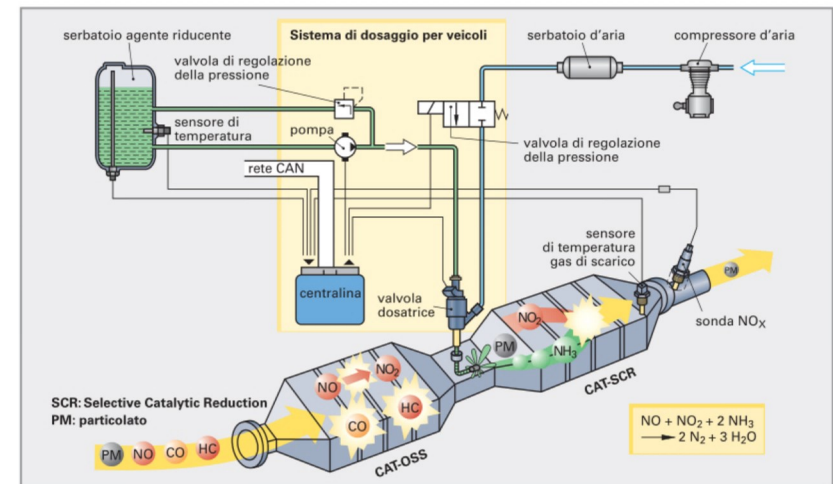 serbatoio agente riducente
Sistema di dosaggio per veicoli
serbatoio d'aria
compressore d'aria
valvola di regolazione
della pressione
sensore di
temperatura
pompa
valvola di regolazione
della pressione
rete CAN
sensore
di temperatura
gas di scarico
centralina
valvola
dosatrice
sonda NOX
PM
NO2
PM
NH3
CAT-SCR
NO
NO2
HC
CO
SCR: Selective Catalytic Reduction
PM: particolato
PM NO CO HC
CAT-OSS
NO + NO2 + 2 NH3
→ 2 N2 + 3 H2O